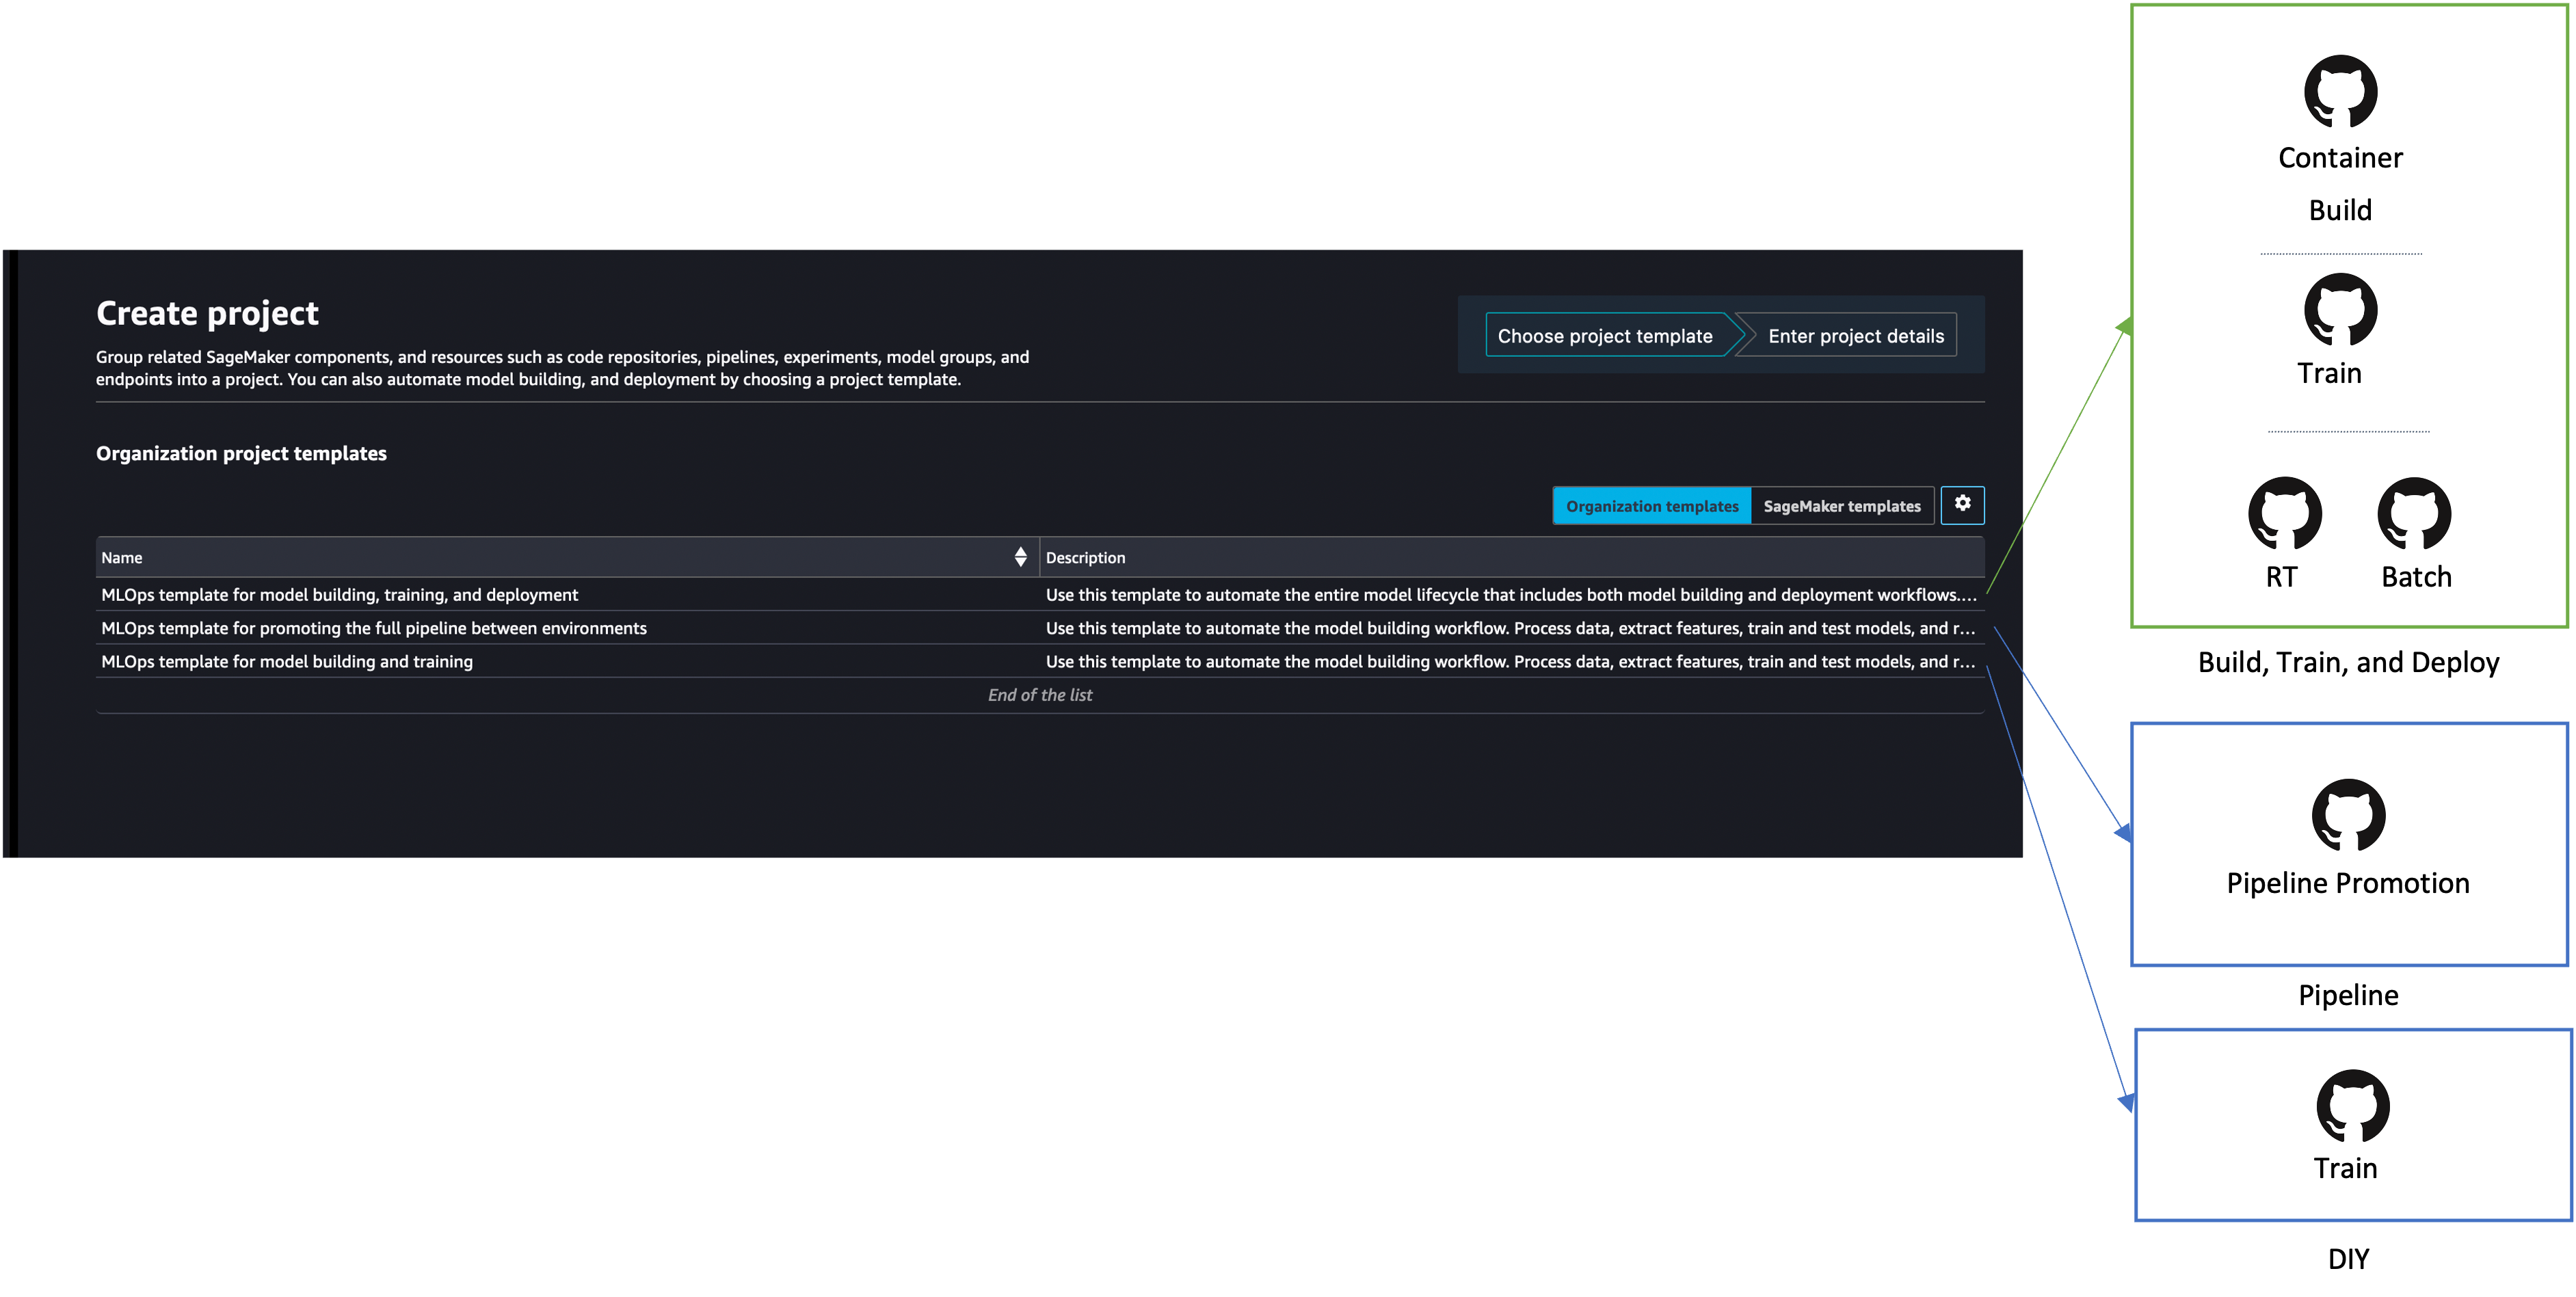 Create project
Group related SageMaker components, and resources such as code repositories, pipelines, experiments, model groups, and
endpoints into a project. You can also automate model building, and deployment by choosing a project template.
Choose project template
Enter project details
Organization project templates
Organization templates
SageMaker templates
Name
Description
MLOps template for model building, training, and deployment
Use this template to automate the entire model lifecycle that includes both model building and deployment workflows....
MLOps template for promoting the full pipeline between environments
Use this template to automate the model building workflow. Process data, extract features, train and test models, and r...
MLOps template for model building and training
Use this template to automate the model building workflow. Process data, extract features, train and test models, and r...
End of the list
Container
Build
Train
RT
Batch
Build, Train, and Deploy
Pipeline Promotion
Pipeline
Train
DIY